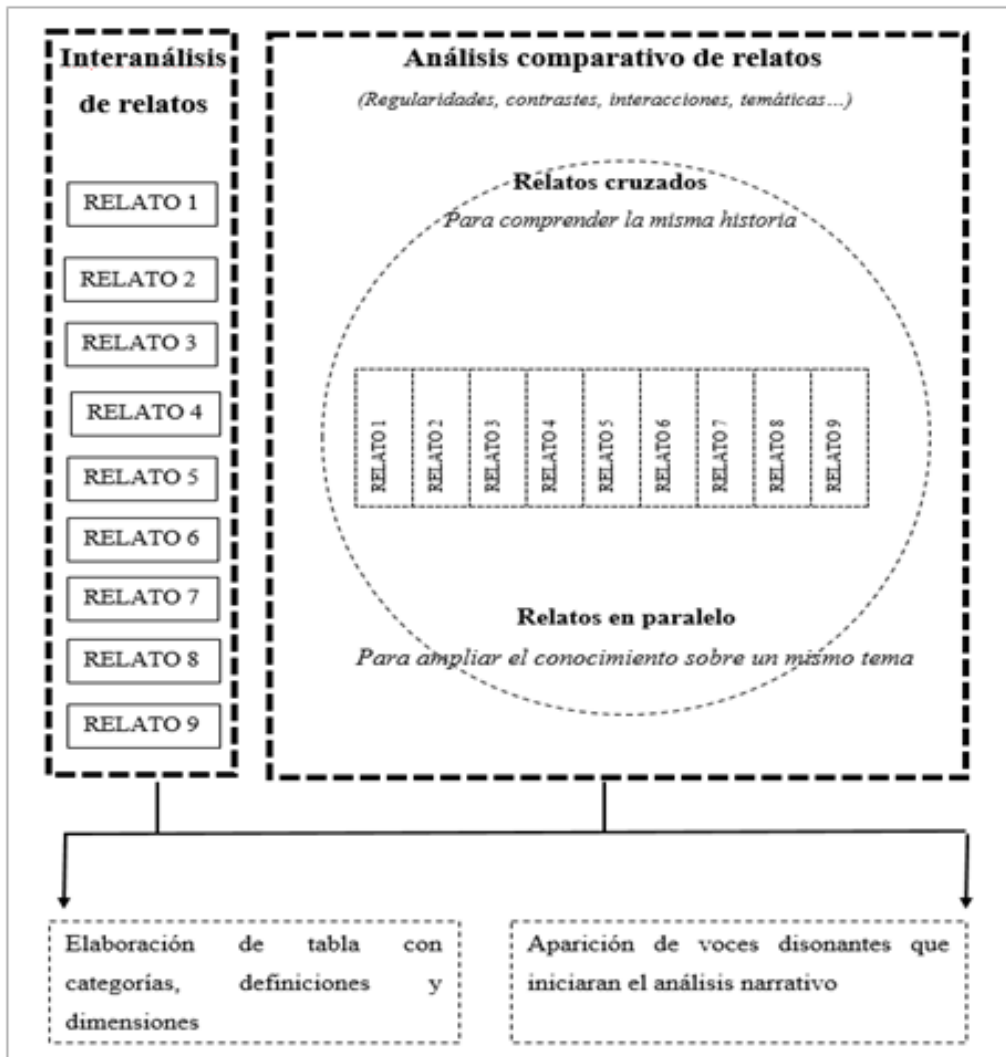 Interanálisis
de relatos
RELATO 1
RELATO 2
RELATO 3
RELATO 4
RELATO 5
RELATO 6
RELATO 7
RELATO 8
RELATO 9
Análisis comparativo de relatos
(Regularidades, contrastes, interacciones, temáticas…)
Relatos cruzados
Para comprender la misma historia
RELATO 1
RELATO 2
RELATO 3
RELATO 4
RELATO 5
RELATO 6
RELATO 7
RELATO 8
RELATO 9
Relatos en paralelo
Para ampliar el conocimiento sobre un mismo tema
Elaboración de tabla con
categorías, definiciones y
dimensiones
Aparición de voces disonantes que
iniciaran el análisis narrativo